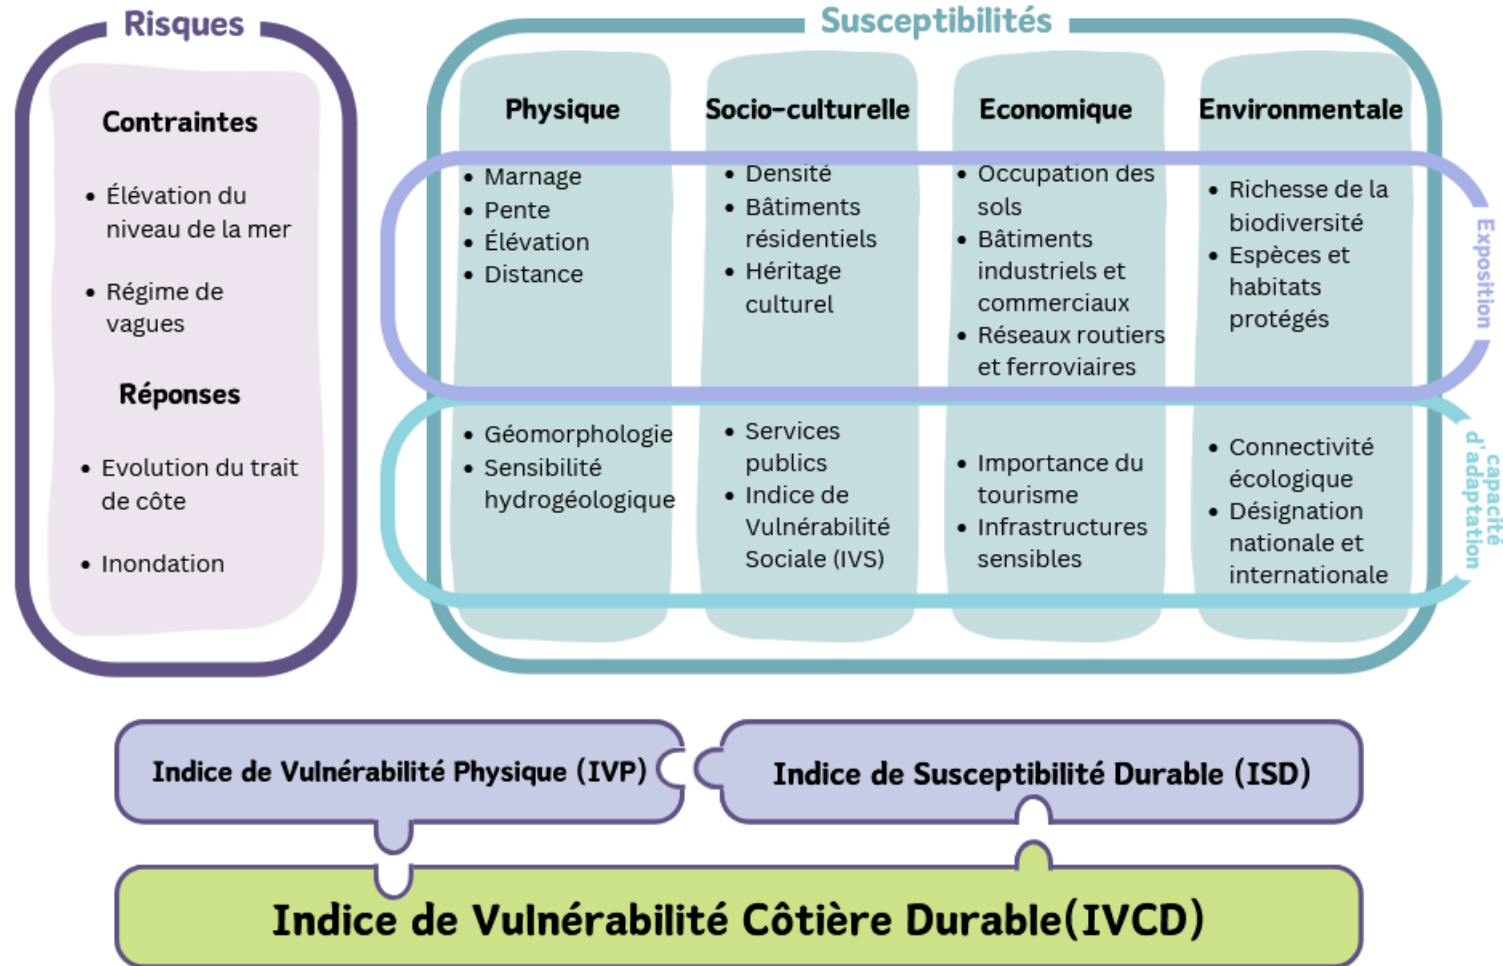 Risques
Contraintes
• Élévation du
niveau de la mer
• Régime de
vagues
Réponses
• Evolution du trait
de côte
• Inondation
Susceptibilités
Physique
• Marnage
• Pente
• Élévation
• Distance
• Géomorphologie
• Sensibilité
hydrogéologique
Socio-culturelle
• Densité
• Bâtiments
résidentiels
• Héritage
culturel
• Services
publics
• Indice de
Vulnérabilité
Sociale (IVS)
Economique
• Occupation des
sols
• Bâtiments
industriels et
commerciaux
• Réseaux routiers
et ferroviaires
• Importance du
tourisme
• Infrastructures
sensibles
Environmentale
• Richesse de la
biodiversité
• Espèces et
habitats
protégés
• Connectivité
écologique
• Désignation
nationale et
internationale
Exposition
capacité
d'adaptation
Indice de Vulnérabilité Physique (IVP)
Indice de Susceptibilité Durable (ISD)
Indice de Vulnérabilité Côtière Durable(IVCD)